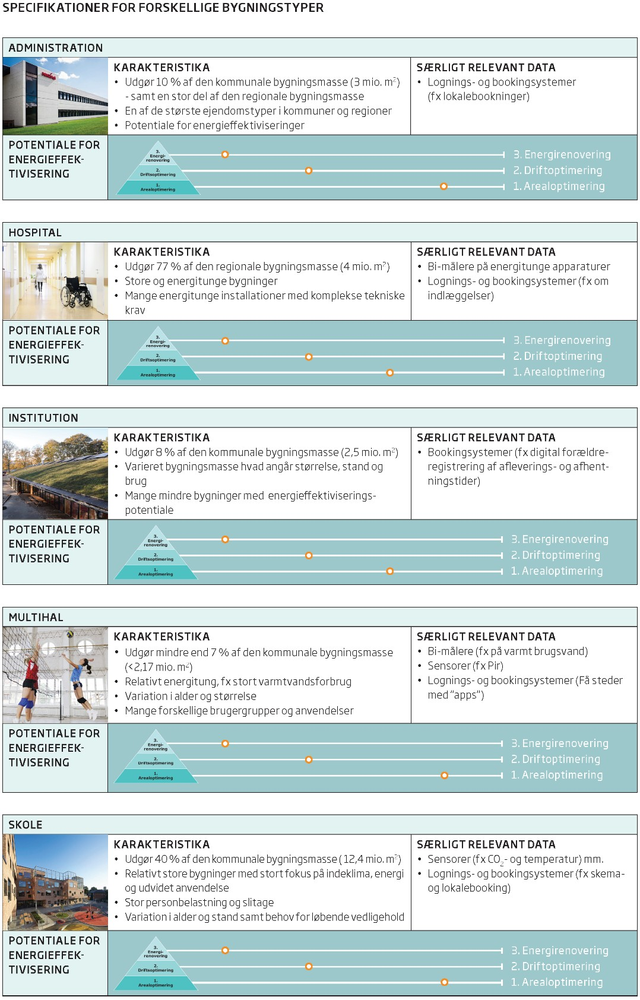 SPECIFIKATIONER FOR FORSKELLIGE BYGNINGSTYPER
ADMINISTRATION
KARAKTERISTIKA
• Udgør 10 % af den kommunale bygningsmasse (3 mio. m²)
- samt en stor del af den regionale bygningsmasse
• En af de største ejendomstyper i kommuner og regioner
• Potentiale for energieffektiviseringer
SÆRLIGT RELEVANT DATA
• Lognings- og bookingsystemer
(fx lokalebookninger)
POTENTIALE FOR
ENERGIEFFEK-
TIVISERING
3.
Energi-
renovering
2.
Driftsoptimering
1.
Arealoptimering
3. Energirenovering
2. Driftoptimering
1. Arealoptimering
HOSPITAL
KARAKTERISTIKA
• Udgør 77 % af den regionale bygningsmasse (4 mio. m²)
• Store og energitunge bygninger
• Mange energitunge installationer med komplekse tekniske
krav
SÆRLIGT RELEVANT DATA
• Bi-målere på energitunge apparaturer
• Lognings- og bookingsystemer (fx om
indlæggelser)
POTENTIALE FOR
ENERGIEFFEK-
TIVISERING
3.
Energi-
renovering
2.
Driftsoptimering
1.
Arealoptimering
3. Energirenovering
2. Driftoptimering
1. Arealoptimering
INSTITUTION
KARAKTERISTIKA
• Udgør 8 % af den kommunale bygningsmasse (2,5 mio. m²)
• Varieret bygningsmasse hvad angår størrelse, stand og
brug
• Mange mindre bygninger med energieffektiviserings-
potentiale
SÆRLIGT RELEVANT DATA
• Bookingsystemer (fx digital forældre-
registrering af afleverings- og afhent-
ningstider)
POTENTIALE FOR
ENERGIEFFEK-
TIVISERING
3.
Energi-
renovering
2.
Driftsoptimering
1.
Arealoptimering
3. Energirenovering
2. Driftoptimering
1. Arealoptimering
MULTIHAL
KARAKTERISTIKA
• Udgør mindre end 7 % af den kommunale bygningsmasse
(<2,17 mio. m²)
• Relativt energitung, fx stort varmtvandsforbrug
• Variation i alder og størrelse
• Mange forskellige brugergrupper og anvendelser
SÆRLIGT RELEVANT DATA
• Bi-målere (fx på varmt brugsvand)
• Sensorer (fx Pir)
• Lognings- og bookingsystemer (Få steder
med “apps“)
POTENTIALE FOR
ENERGIEFFEK-
TIVISERING
3.
Energi-
renovering
2.
Driftsoptimering
1.
Arealoptimering
3. Energirenovering
2. Driftoptimering
1. Arealoptimering
SKOLE
KARAKTERISTIKA
• Udgør 40 % af den kommunale bygningsmasse (12,4 mio. m²)
• Relativt store bygninger med stort fokus på indeklima, energi
og udvidet anvendelse
• Stor personbelastning og slitage
• Variation i alder og stand samt behov for løbende vedligehold
SÆRLIGT RELEVANT DATA
• Sensorer (fx CO₂- og temperatur) mm.
• Lognings- og bookingsystemer (fx skema-
og lokalebooking)
POTENTIALE FOR
ENERGIEFFEK-
TIVISERING
3.
Energi-
renovering
2.
Driftsoptimering
1.
Arealoptimering
3. Energirenovering
2. Driftoptimering
1. Arealoptimering